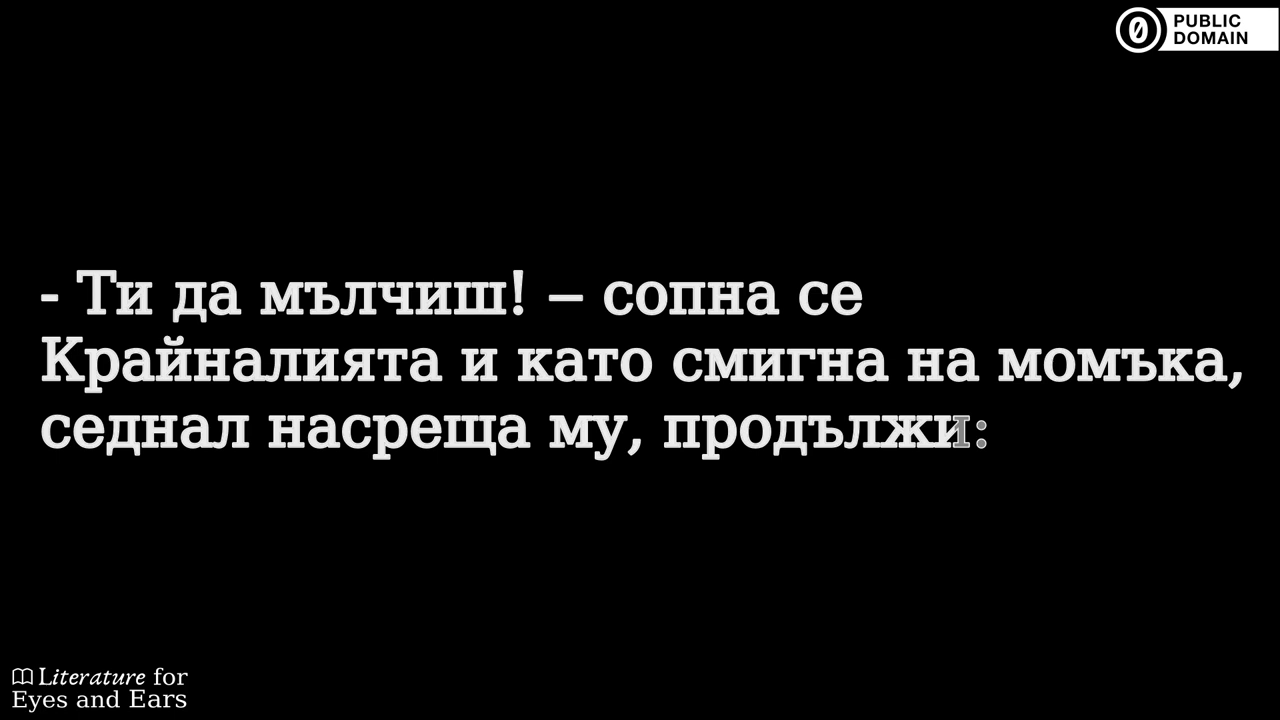 PUBLIC
DOMAIN
- Ти да мълчиш! – сопна се
Крайналията и като смигна на момъка,
седнал насреща му, продължи:
Literature for
Eyes and Ears